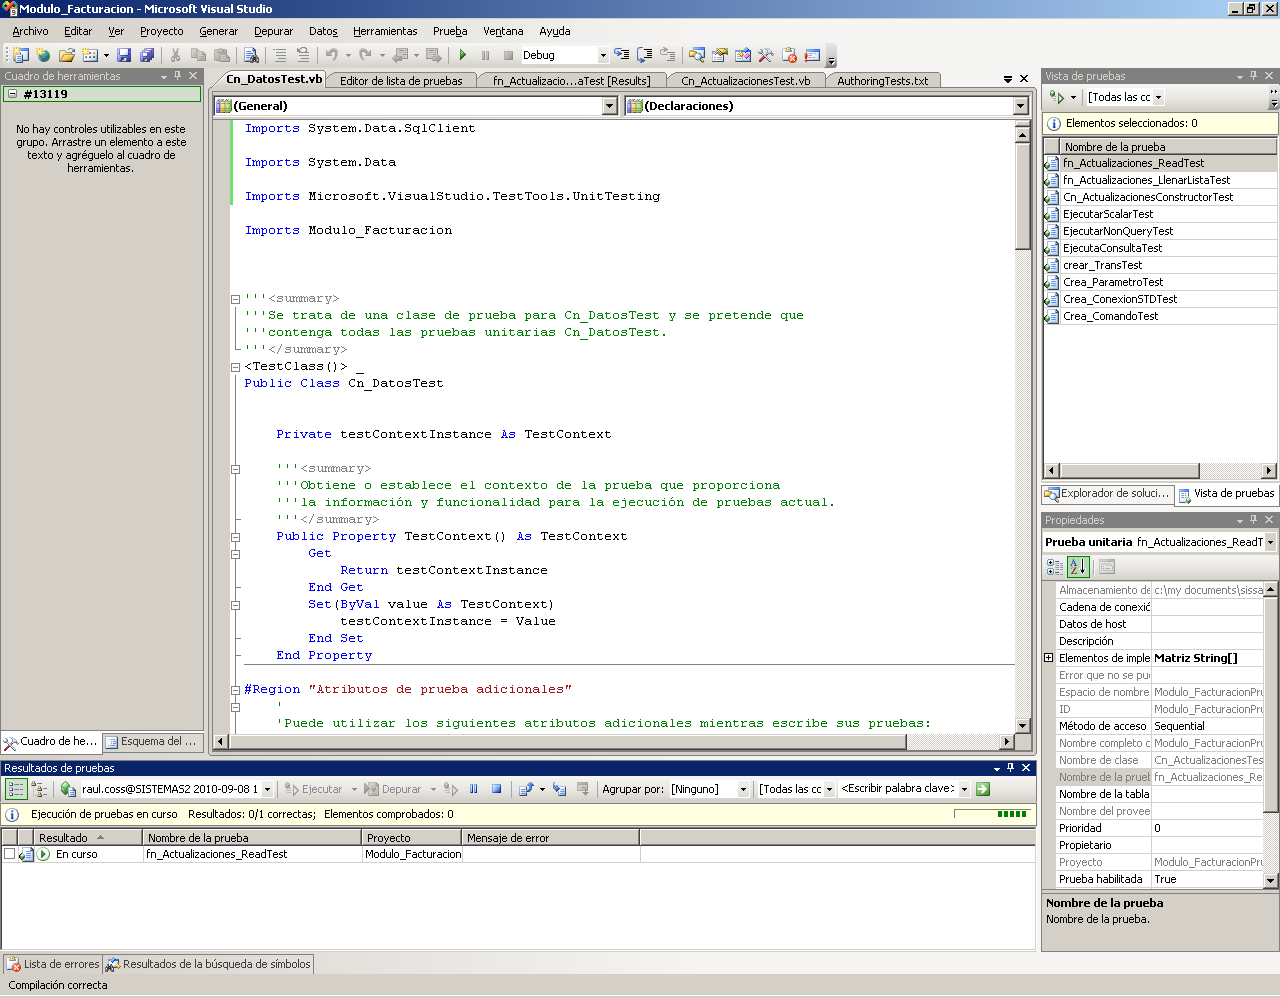 Modulo_Facturacion - Microsoft Visual Studio
Archivo Editar Ver Proyecto Generar Depurar Datos Herramientas Prueba Ventana Ayuda
Debug
Cuadro de herramientas
#13119
No hay controles utilizables en este
grupo. Arrastre un elemento a este
texto y agréguelo al cuadro de
herramientas.
Cuadro de he... Esquema del ...
Cn_DatosTest.vb Editor de lista de pruebas fn_Actualizacio...aTest [Results] Cn_ActualizacionesTest.vb AuthoringTests.txt
(General) (Declaraciones)
Imports System.Data.SqlClient
Imports System.Data
Imports Microsoft.VisualStudio.TestTools.UnitTesting
Imports Modulo_Facturacion
'''<summary>
'''Se trata de una clase de prueba para Cn_DatosTest y se pretende que
'''contenga todas las pruebas unitarias Cn_DatosTest.
'''</summary>
<TestClass()> _
Public Class Cn_DatosTest
Private testContextInstance As TestContext
'''<summary>
'''Obtiene o establece el contexto de la prueba que proporciona
'''la información y funcionalidad para la ejecución de pruebas actual.
'''</summary>
Public Property TestContext() As TestContext
Get
Return testContextInstance
End Get
Set(ByVal value As TestContext)
testContextInstance = Value
End Set
End Property
#Region "Atributos de prueba adicionales"
'
'Puede utilizar los siguientes atributos adicionales mientras escribe sus pruebas:
Vista de pruebas
[Todas las cc
Elementos seleccionados: 0
Nombre de la prueba
fn_Actualizaciones_ReadTest
fn_Actualizaciones_LlenarListaTest
Cn_ActualizacionesConstructorTest
EjecutarScalarTest
EjecutarNonQueryTest
EjecutaConsultaTest
crear_TransTest
Crea_ParametroTest
Crea_ConexionSTDTest
Crea_ComandoTest
Explorador de soluci... Vista de pruebas
Propiedades
Prueba unitaria fn_Actualizaciones_ReadT
Almacenamiento de c:\my documents\sissa
Cadena de conexió
Datos de host
Descripción
Elementos de imple Matriz String[]
Error que no se pu
Espacio de nombre Modulo_FacturacionPru
ID Modulo_FacturacionPru
Método de acceso Sequential
Nombre completo c Modulo_FacturacionPru
Nombre de clase Cn_ActualizacionesTes
Nombre de la pruel fn_Actualizaciones_Re
Nombre de la tabla
Nombre del provee
Prioridad 0
Propietario
Proyecto Modulo_FacturacionPru
Prueba habilitada True
Nombre de la prueba
Nombre de la prueba.
Resultados de pruebas
raul.coss@SISTEMAS2 2010-09-08 1 Ejecutar Depurar Agrupar por: [Ninguno] [Todas las cc <Escribir palabra clave>
Ejecución de pruebas en curso Resultados: 0/1 correctas; Elementos comprobados: 0
Resultado Nombre de la prueba Proyecto Mensaje de error
En curso fn_Actualizaciones_ReadTest Modulo_Facturacion
Lista de errores Resultados de la búsqueda de símbolos
Compilación correcta